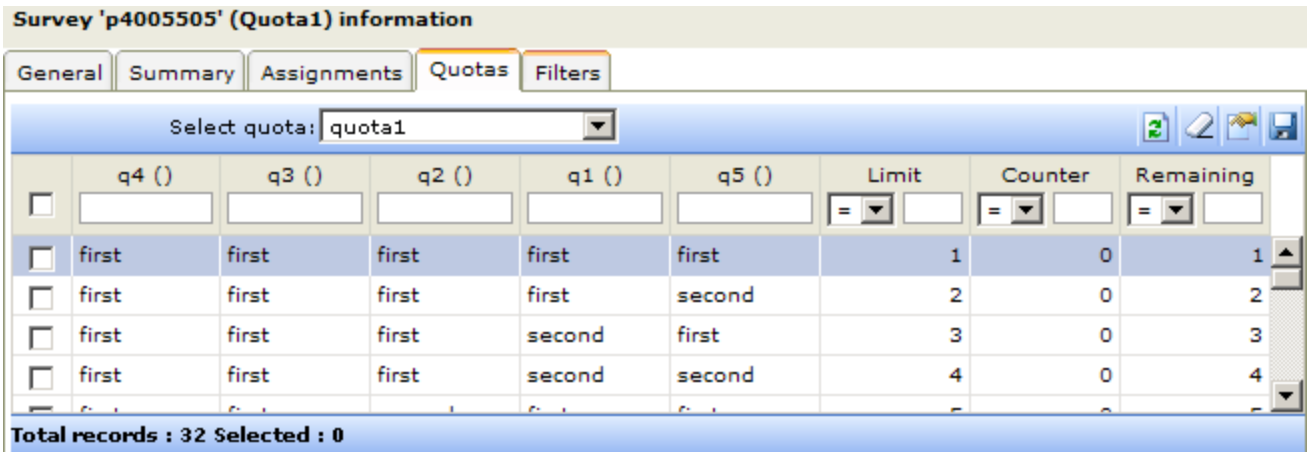 Survey 'p4005505' (Quota1) information
General Summary Assignments Quotas Filters
Select quota: quota1
q4 () q3 () q2 () q1 () q5 () Limit Counter Remaining
= = =
first first first first first 1 0 1
first first first first second 2 0 2
first first first second first 3 0 3
first first first second second 4 0 4
Total records : 32 Selected : 0